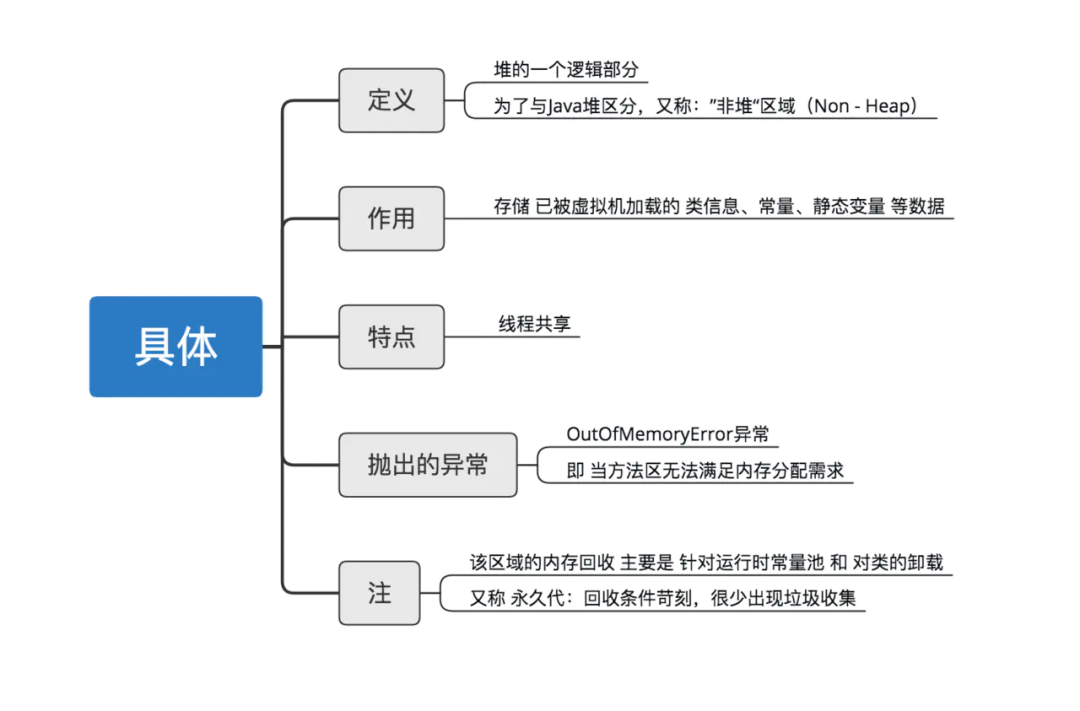 具体
定义
堆的一个逻辑部分
为了与Java堆区分，又称：”非堆“区域（Non - Heap）
作用
存储 已被虚拟机加载的 类信息、常量、静态变量 等数据
特点
线程共享
抛出的异常
OutOfMemoryError异常
即 当方法区无法满足内存分配需求
注
该区域的内存回收 主要是 针对运行时常量池 和 对类的卸载
又称 永久代：回收条件苛刻，很少出现垃圾收集